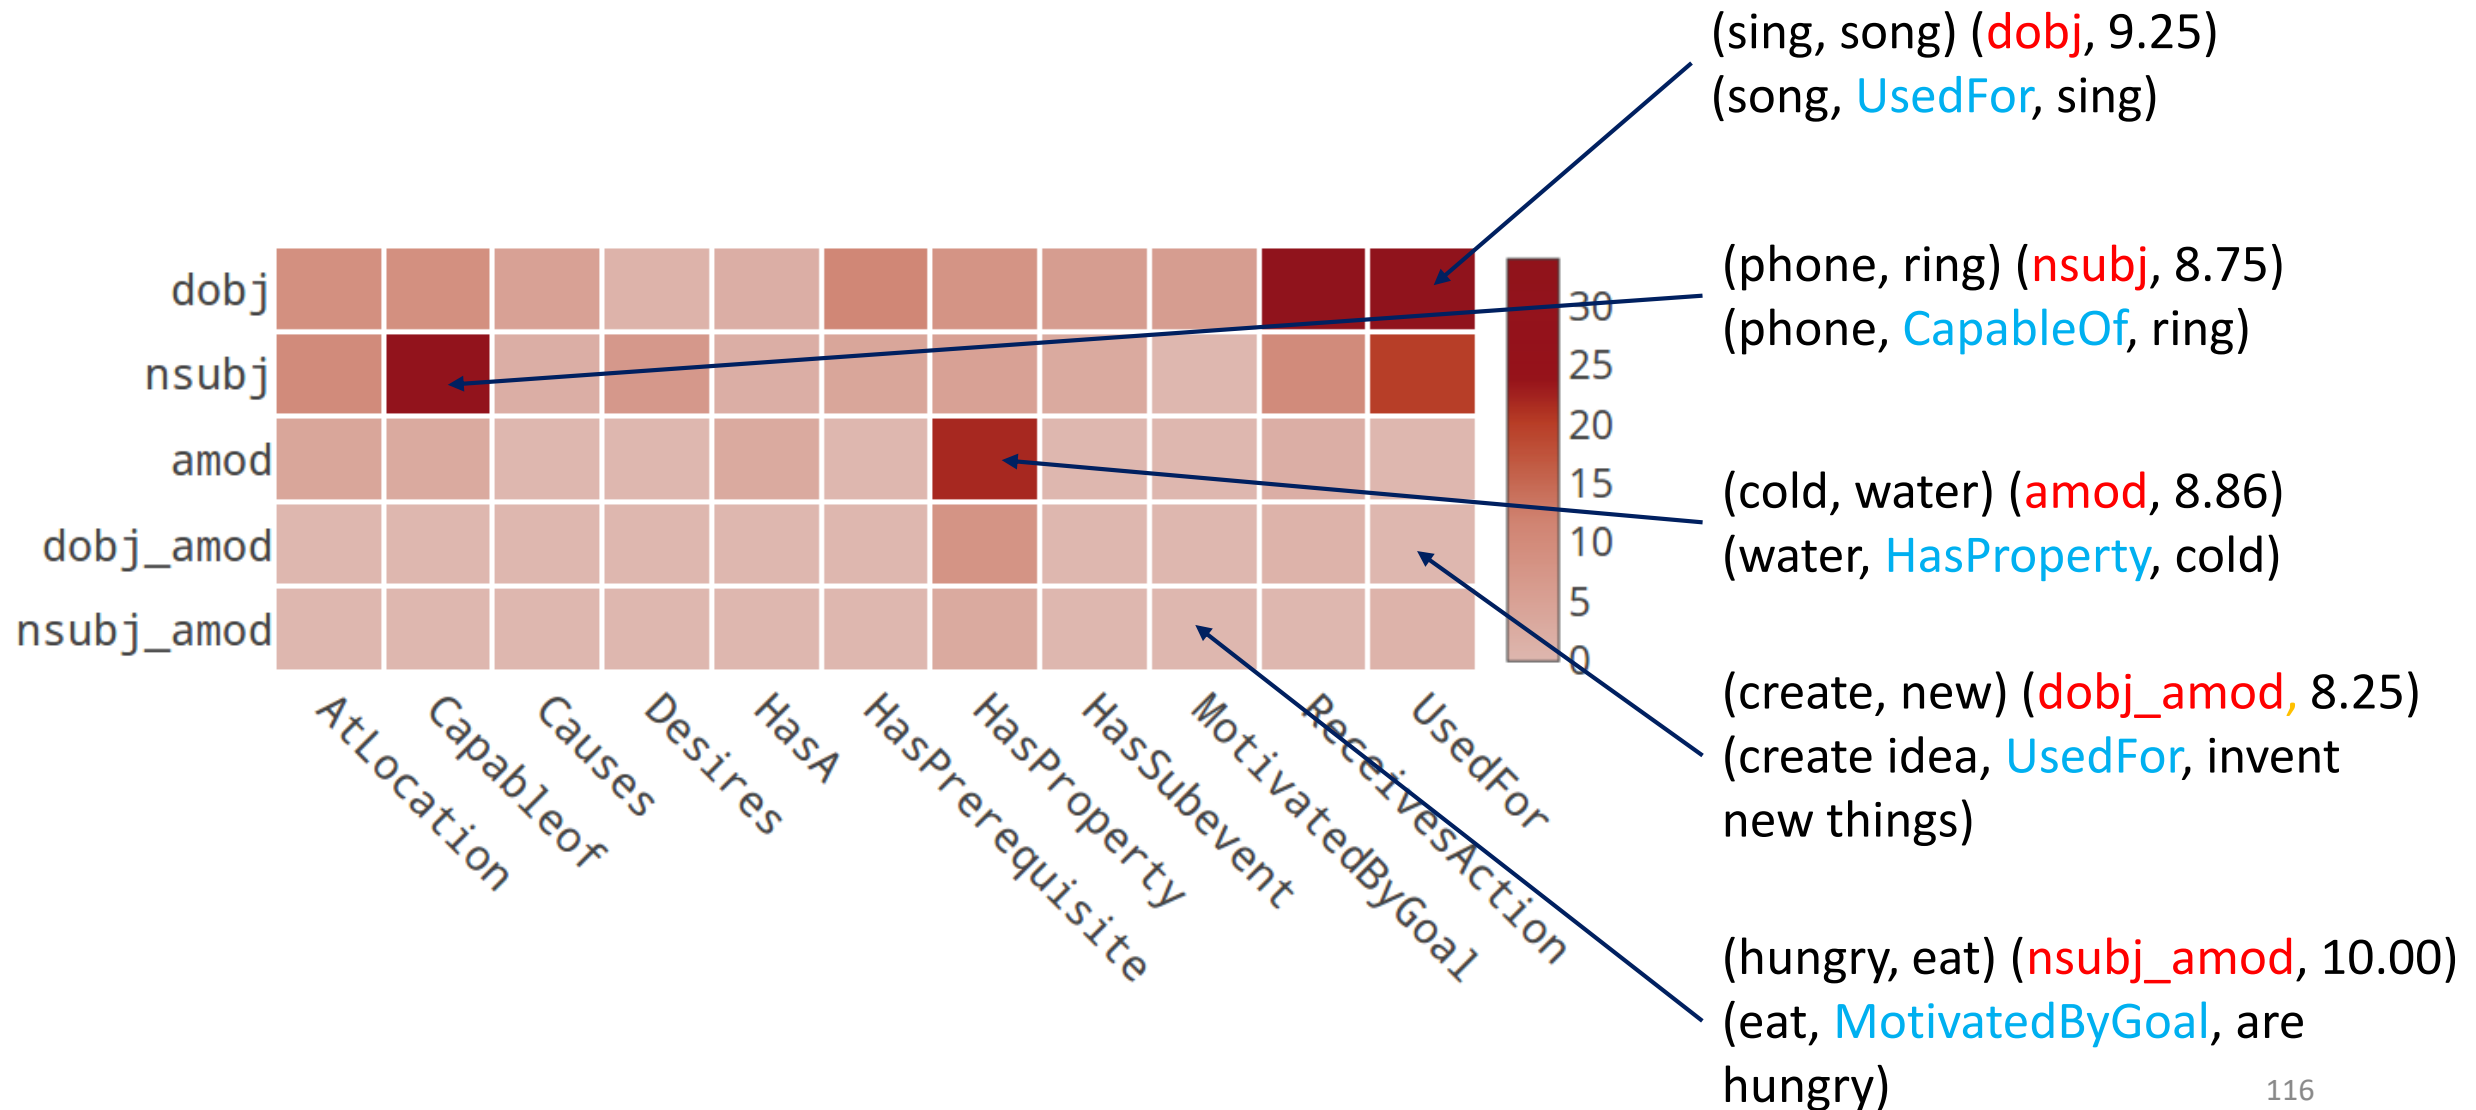 (sing, song) (dobj, 9.25)
(song, UsedFor, sing)
(phone, ring) (nsubj, 8.75)
(phone, CapableOf, ring)
(cold, water) (amod, 8.86)
(water, HasProperty, cold)
(create, new) (dobj_amod, 8.25)
(create idea, UsedFor, invent
new things)
(hungry, eat) (nsubj_amod, 10.00)
(eat, MotivatedByGoal, are
hungry)
dobj
nsubj
amod
dobj_amod
nsubj_amod
AtLocation
Capableof
Causes
Desires
HasA
HasPrerequisite
HasProperty
HasSubevent
MotivatedByGoal
ReceivesAction
UsedFor
30
25
20
15
10
5
0
116